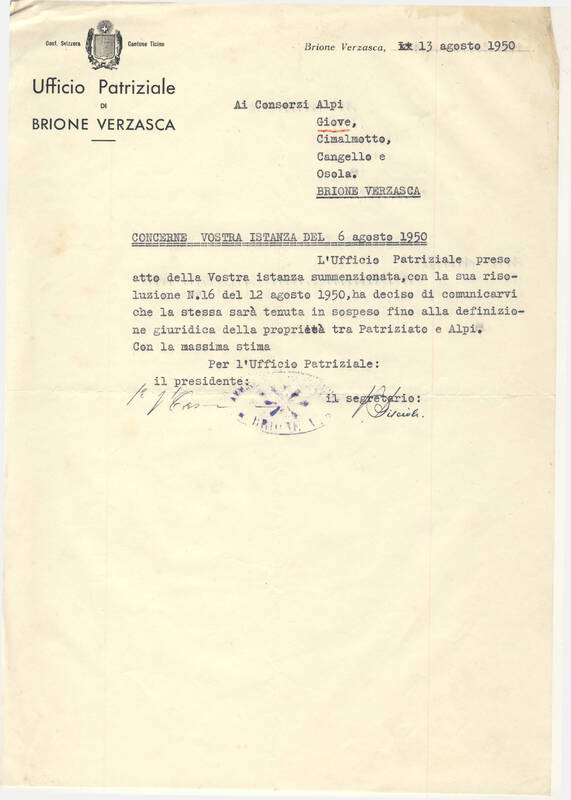 Conf. Svizzera Cantone Ticino
Ufficio Patriziale
DI
BRIONE VERZASCA
Brione Verzasca, 13 agosto 1950
Ai Consorzi Alpi
Giove,
Cimalmotto,
Cangello e
Osola.
BRIONE VERZASCA
CONCERNE VOSTRA ISTANZA DEL 6 agosto 1950
L'Ufficio Patriziale preso
atto della Vostra istanza summenzionata,con la sua riso-
luzione N.16 del 12 agosto 1950,ha deciso di comunicarvi
che la stessa sarà tenuta in sospeso fino alla definizio-
ne giuridica della proprietà tra Patriziato e Alpi.
Con la massima stima
Per l'Ufficio Patriziale:
il presidente:
il segretario:
BRIONE V.